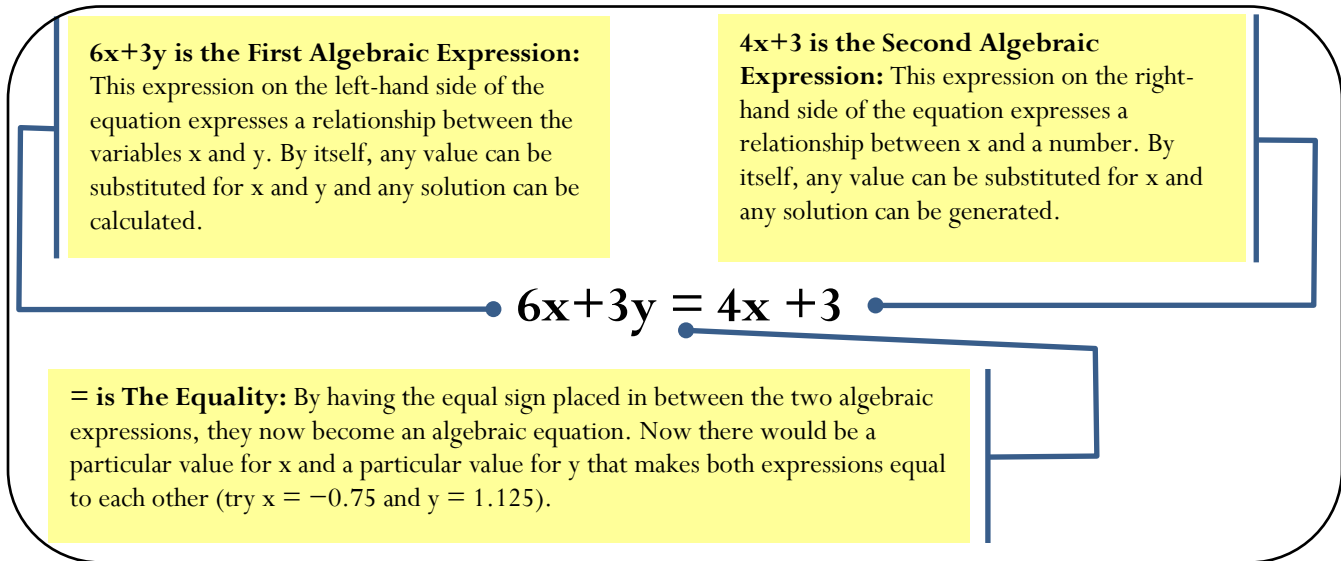 6x+3y is the First Algebraic Expression:
This expression on the left-hand side of the
equation expresses a relationship between the
variables x and y. By itself, any value can be
substituted for x and y and any solution can be
calculated.
4x+3 is the Second Algebraic
Expression: This expression on the right-
hand side of the equation expresses a
relationship between x and a number. By
itself, any value can be substituted for x and
any solution can be generated.
6x+3y = 4x +3
= is The Equality: By having the equal sign placed in between the two algebraic
expressions, they now become an algebraic equation. Now there would be a
particular value for x and a particular value for y that makes both expressions equal
to each other (try x = −0.75 and y = 1.125).